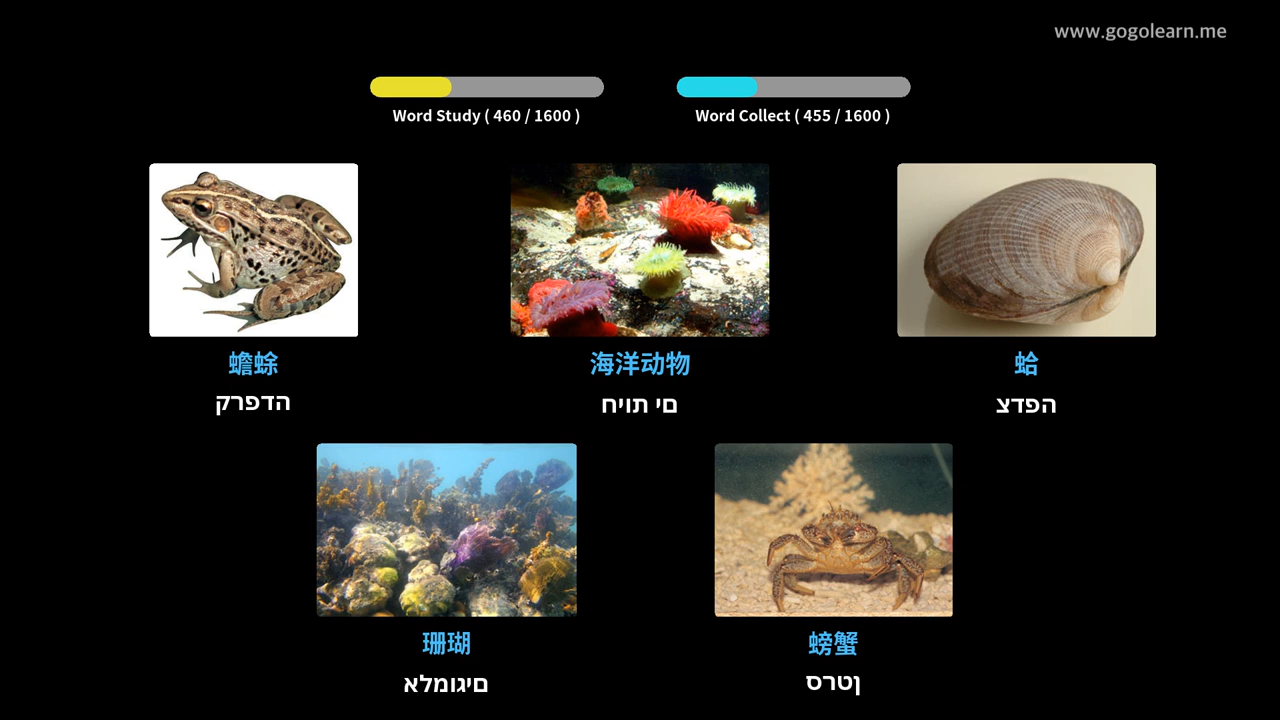 www.gogolearn.me
Word Study ( 460 / 1600 )
Word Collect ( 455 / 1600 )
蟾蜍
海洋动物
蛤
הדפרק
םי תויח
הפדצ
珊瑚
螃蟹
םיגומלא
ןטרס